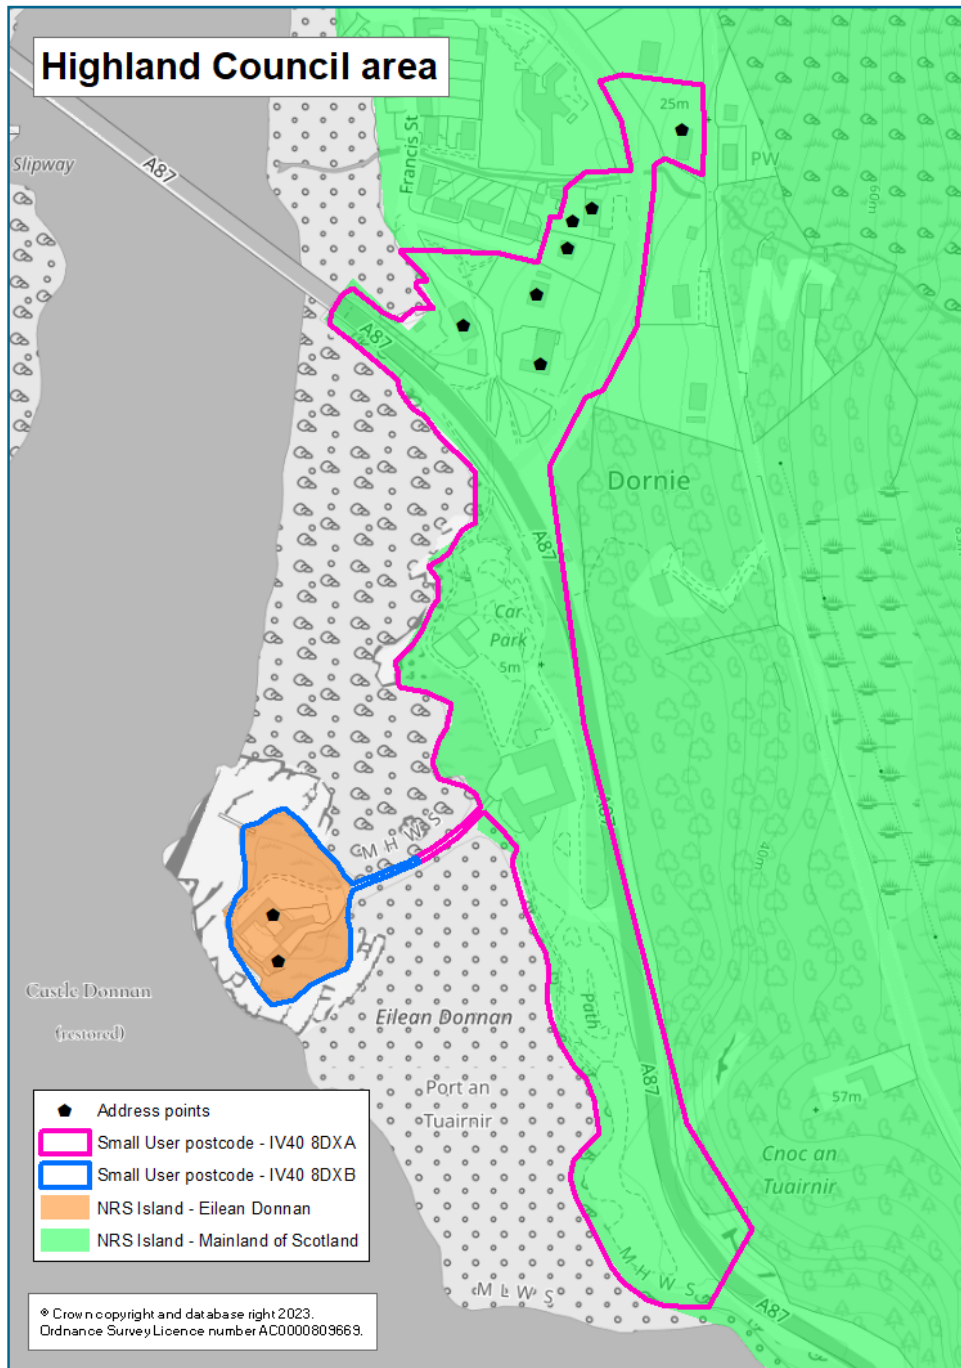 Highland Council area
Slipway
A87
Francis St
25m
PW
60m
A87
Dornie
A87
Car
Park
5m
A87
MHWS
40m
Castle Donnan
(restored)
Eilean Donnan
Path
Port an
Tuairnir
A87
57m
Cnoc an
Tuairnir
MHWS
MLWS
A87
Address points
Small User postcode - IV40 8DXA
Small User postcode - IV40 8DXB
NRS Island - Eilean Donnan
NRS Island - Mainland of Scotland
© Crown copyright and database right 2023.
Ordnance Survey Licence number AC0000809669.